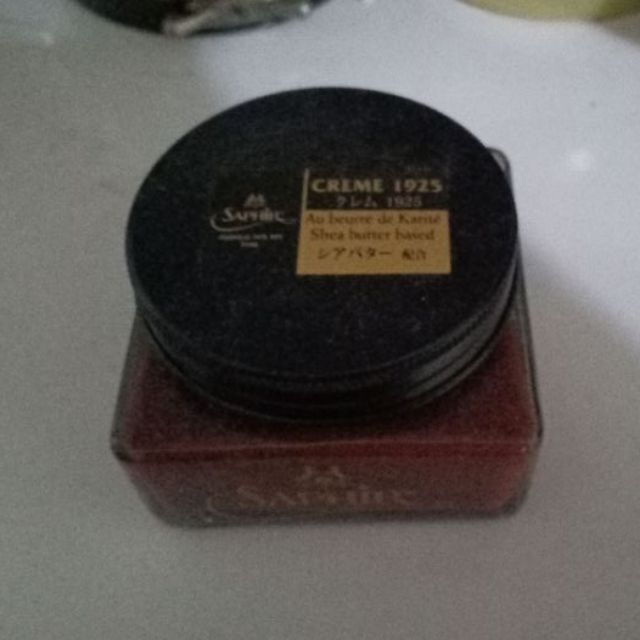 SAPHIR
CREME 1925
クレム 1925
Au beurre de Karité
Shea butter based
シアバター 配合
SAPHIR